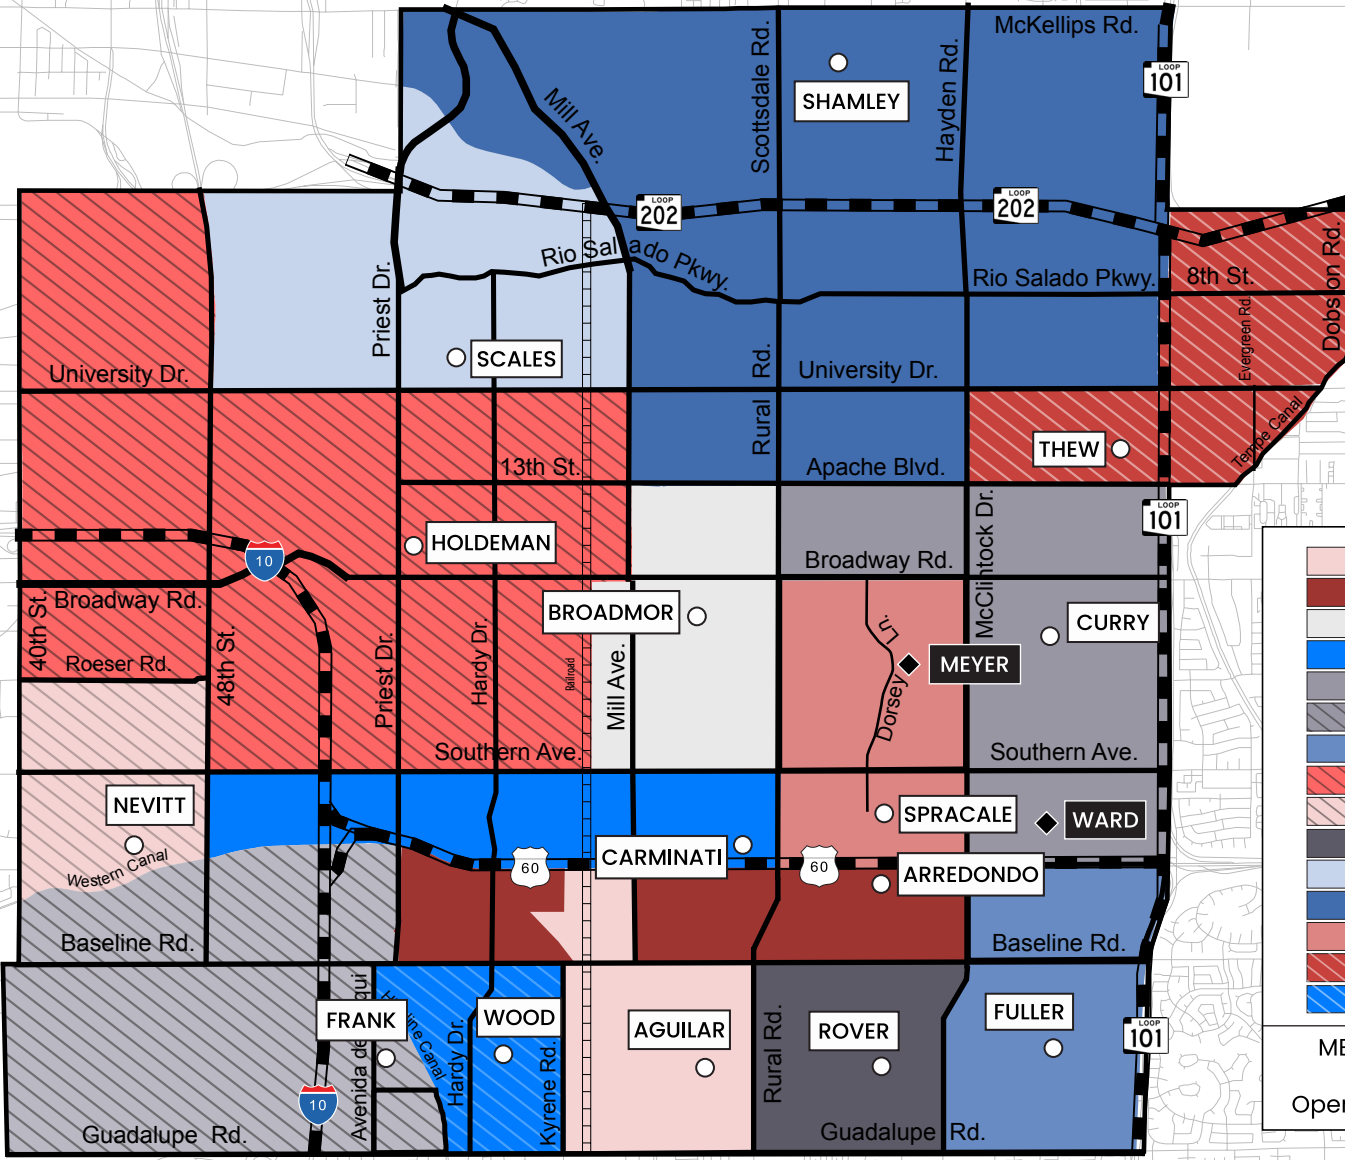 McKellips Rd.
LOOP
101
Scottsdale Rd.
Hayden Rd.
SHAMLEY
Mill Ave.
LOOP
202
LOOP
202
Rio Salado Pkwy.
Rio Salado Pkwy.
8th St.
Dobson Rd.
Priest Dr.
Evergreen Rd.
SCALES
University Dr.
Rural Rd.
University Dr.
Tempe Canal
THEW
13th St.
Apache Blvd.
LOOP
101
McClintock Dr.
HOLDEMAN
10
Broadway Rd.
40th St.
Broadway Rd.
BROADMOR
CURRY
Dorsey Ln.
MEYER
Roeser Rd.
48th St.
Priest Dr.
Hardy Dr.
Railroad
Mill Ave.
Southern Ave.
Southern Ave.
NEVITT
SPRACALE
WARD
CARMINATI
60
60
ARREDONDO
Western Canal
Baseline Rd.
Baseline Rd.
FRANK
WOOD
AGUILAR
ROVER
FULLER
LOOP
101
Hardy Dr.
Kyrene Rd.
Rural Rd.
10
Guadalupe Rd.
Guadalupe Rd.